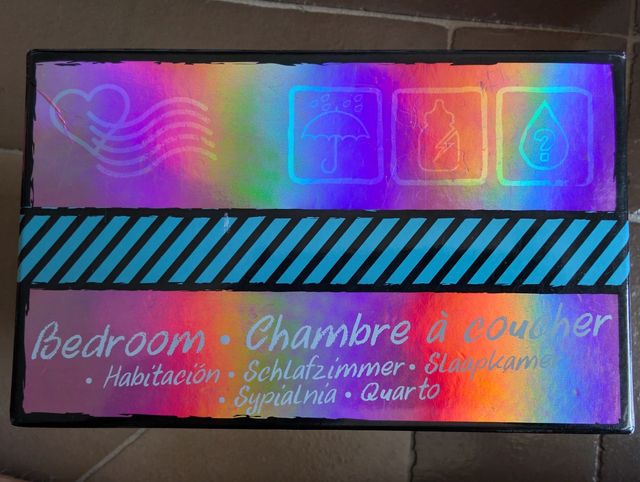 ?
Bedroom • Chambre à coucher
• Habitación • Schlafzimmer • Slaapkamer
• Sypialnia • Quarto